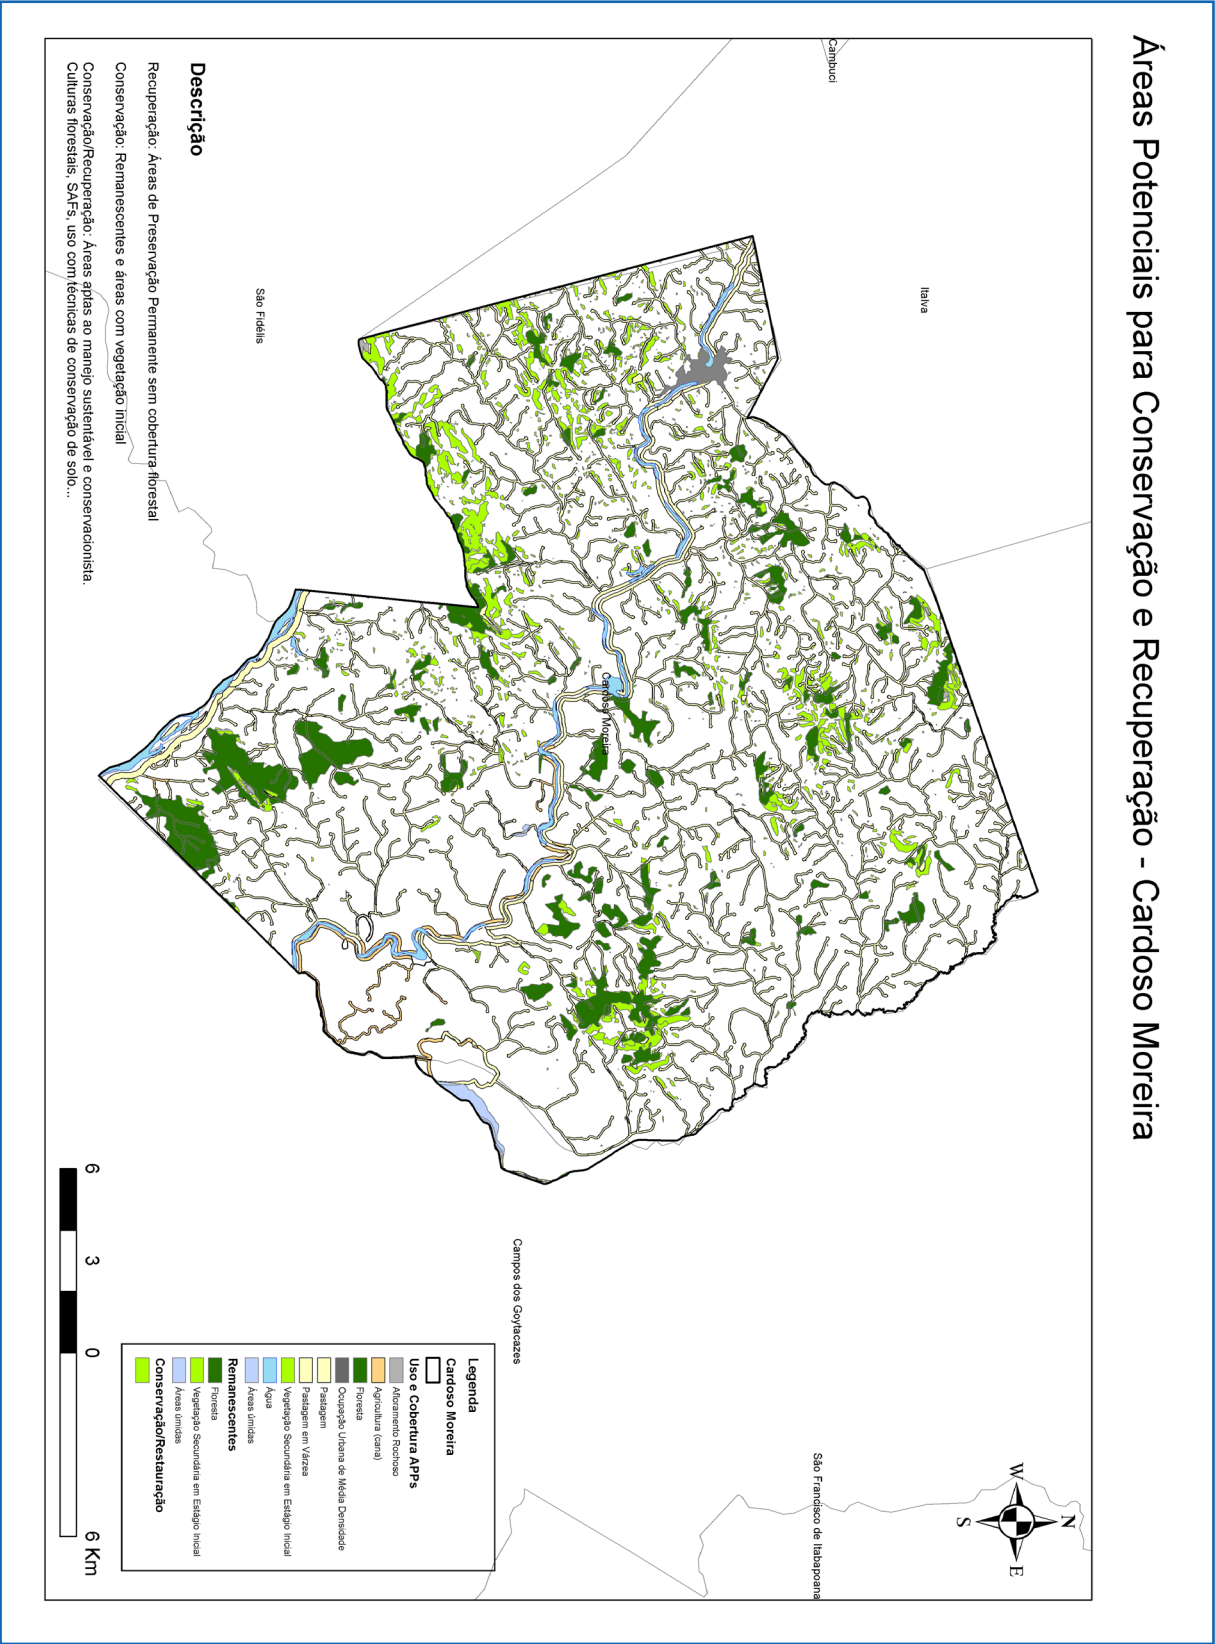 Áreas Potenciais para Conservação e Recuperação - Cardoso Moreira
Cambuci
Italva
São Fidélis
Cardoso Moreira
Campos dos Goytacazes
São Francisco de Itabapoana
N
W
E
S
Descrição
Recuperação: Áreas de Preservação Permanente sem cobertura florestal
Conservação: Remanescentes e áreas com vegetação inicial
Conservação/Recuperação: Áreas aptas ao manejo sustentável e conservacionista.
Culturas florestais, SAFs, uso com técnicas de conservação de solo...
6 3 0 6 Km
Legenda
Cardoso Moreira
Uso e Cobertura APPs
Afloramento Rochoso
Agricultura (cana)
Floresta
Ocupação Urbana de Média Densidade
Pastagem
Pastagem em Várzea
Vegetação Secundária em Estágio Inicial
Água
Áreas úmidas
Remanescentes
Floresta
Vegetação Secundária em Estágio Inicial
Áreas úmidas
Conservação/Restauração